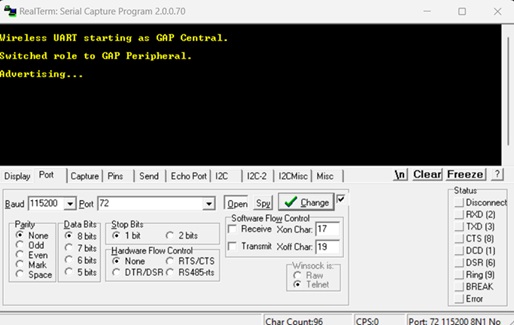 RealTerm: Serial Capture Program 2.0.0.70
Wireless UART starting as GAP Central.
Switched role to GAP Peripheral.
Advertising...
Display Port Capture Pins Send Echo Port I2C I2C-2 I2CMisc Misc \n Clear Freeze ?
Baud 115200 Port 72 Open Spy Change
Parity
None
Odd
Even
Mark
Space
Data Bits
8 bits
7 bits
6 bits
5 bits
Stop Bits
1 bit 2 bits
Hardware Flow Control
None RTS/CTS
DTR/DSR RS485-rts
Software Flow Control
Receive Xon Char: 17
Transmit Xoff Char: 19
Winsock is:
Raw
Telnet
Status
Disconnect
RXD (2)
TXD (3)
CTS (8)
DCD (1)
DSR (6)
Ring (9)
BREAK
Error
Char Count:96 CPS:0 Port: 72 115200 8N1 No